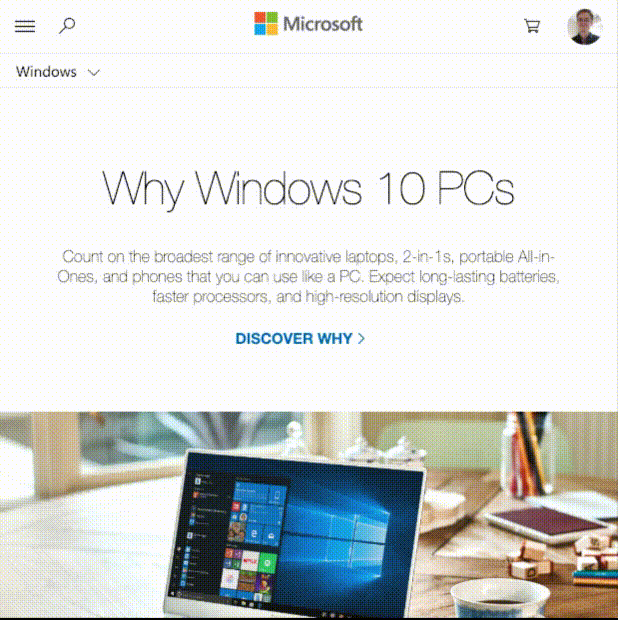 Microsoft
Windows
Why Windows 10 PCs
Count on the broadest range of innovative laptops, 2-in-1s, portable All-in-
Ones, and phones that you can use like a PC. Expect long-lasting batteries,
faster processors, and high-resolution displays.
DISCOVER WHY